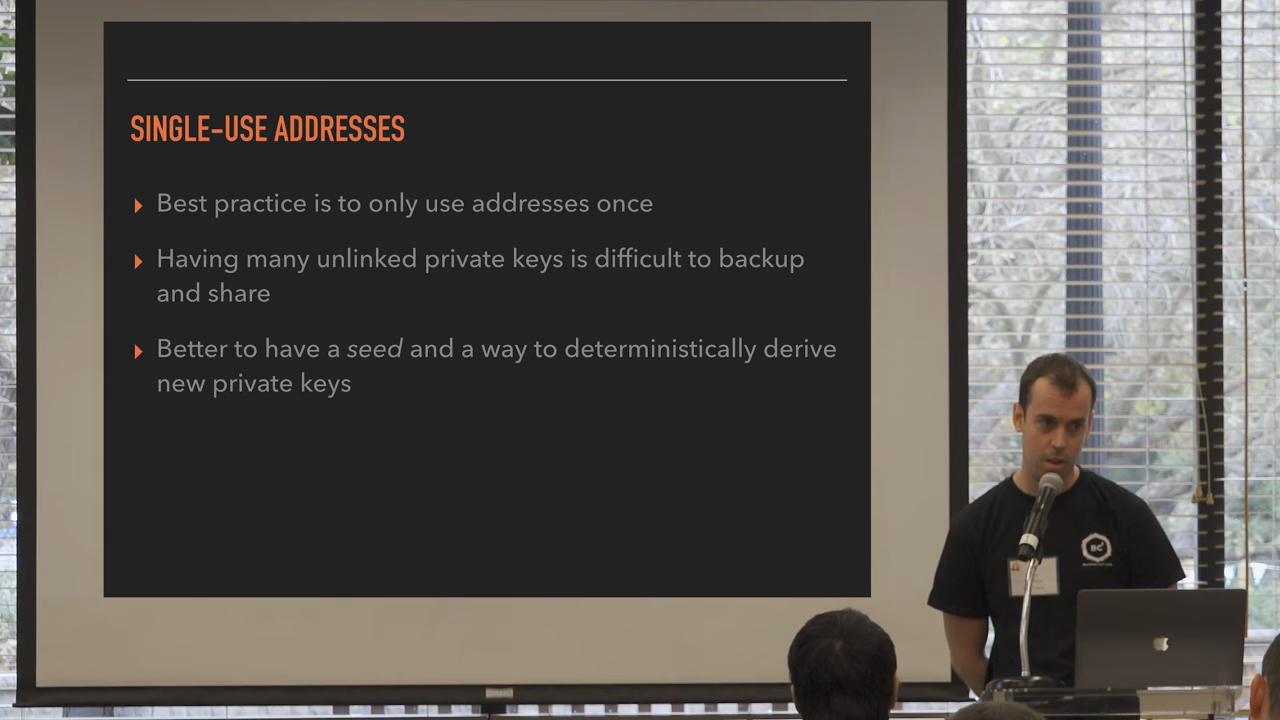 SINGLE-USE ADDRESSES
Best practice is to only use addresses once
Having many unlinked private keys is difficult to backup
and share
Better to have a seed and a way to deterministically derive
new private keys
BC